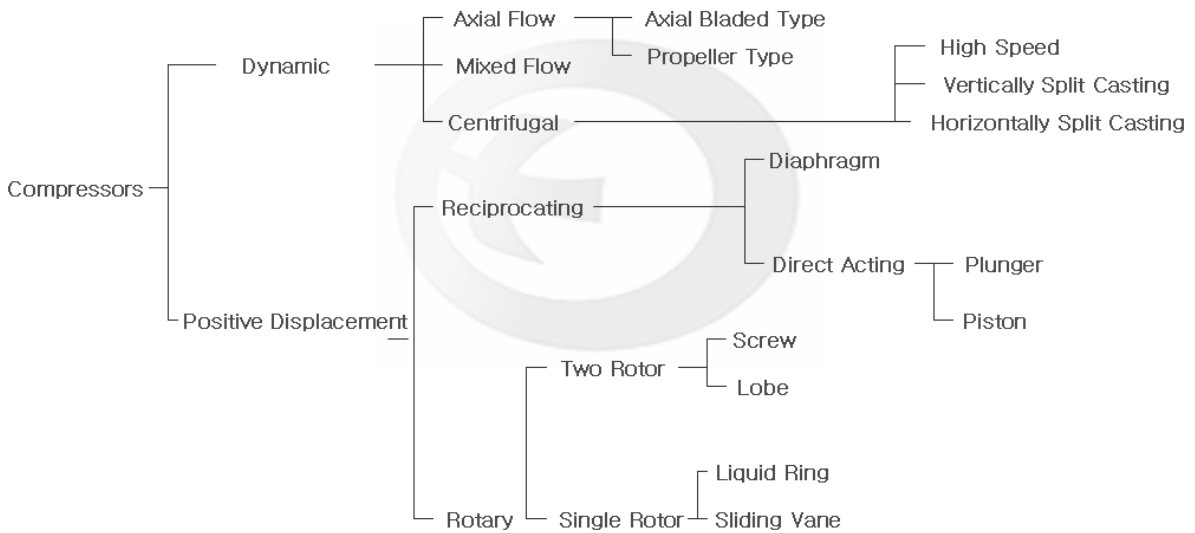 Axial Flow
Axial Bladed Type
Propeller Type
High Speed
Dynamic
Mixed Flow
Vertically Split Casting
Centrifugal
Horizontally Split Casting
Diaphragm
Compressors
Reciprocating
Direct Acting
Plunger
Positive Displacement
Piston
Screw
Two Rotor
Lobe
Liquid Ring
Rotary
Single Rotor
Sliding Vane